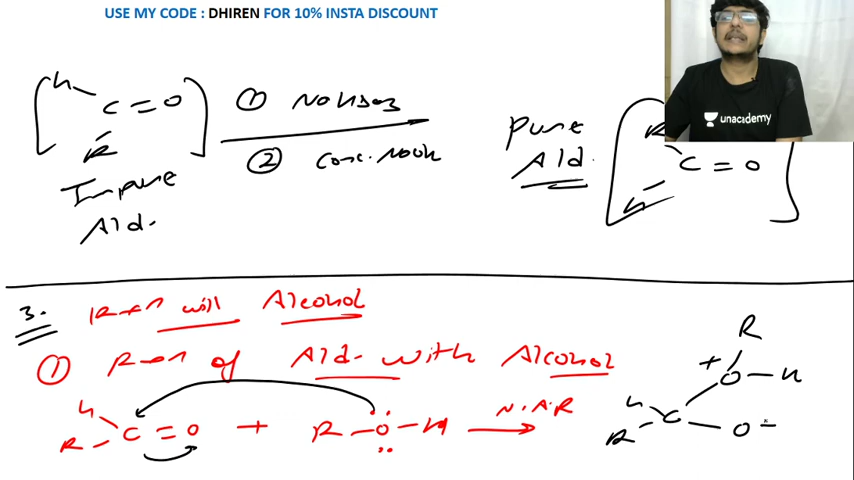 USE MY CODE : DHIREN FOR 10% INSTA DISCOUNT
unacademy
H
C = O
R
Impure
Ald.
① NaHSO3
② Conc. NaOH
Pure
Ald.
R
C = O
H
3. Rxn will Alcohol
① Rxn of Ald. with Alcohol
H
R - C = O + R - O - H N.A.R
R
+
O - H
H
C
R
O -